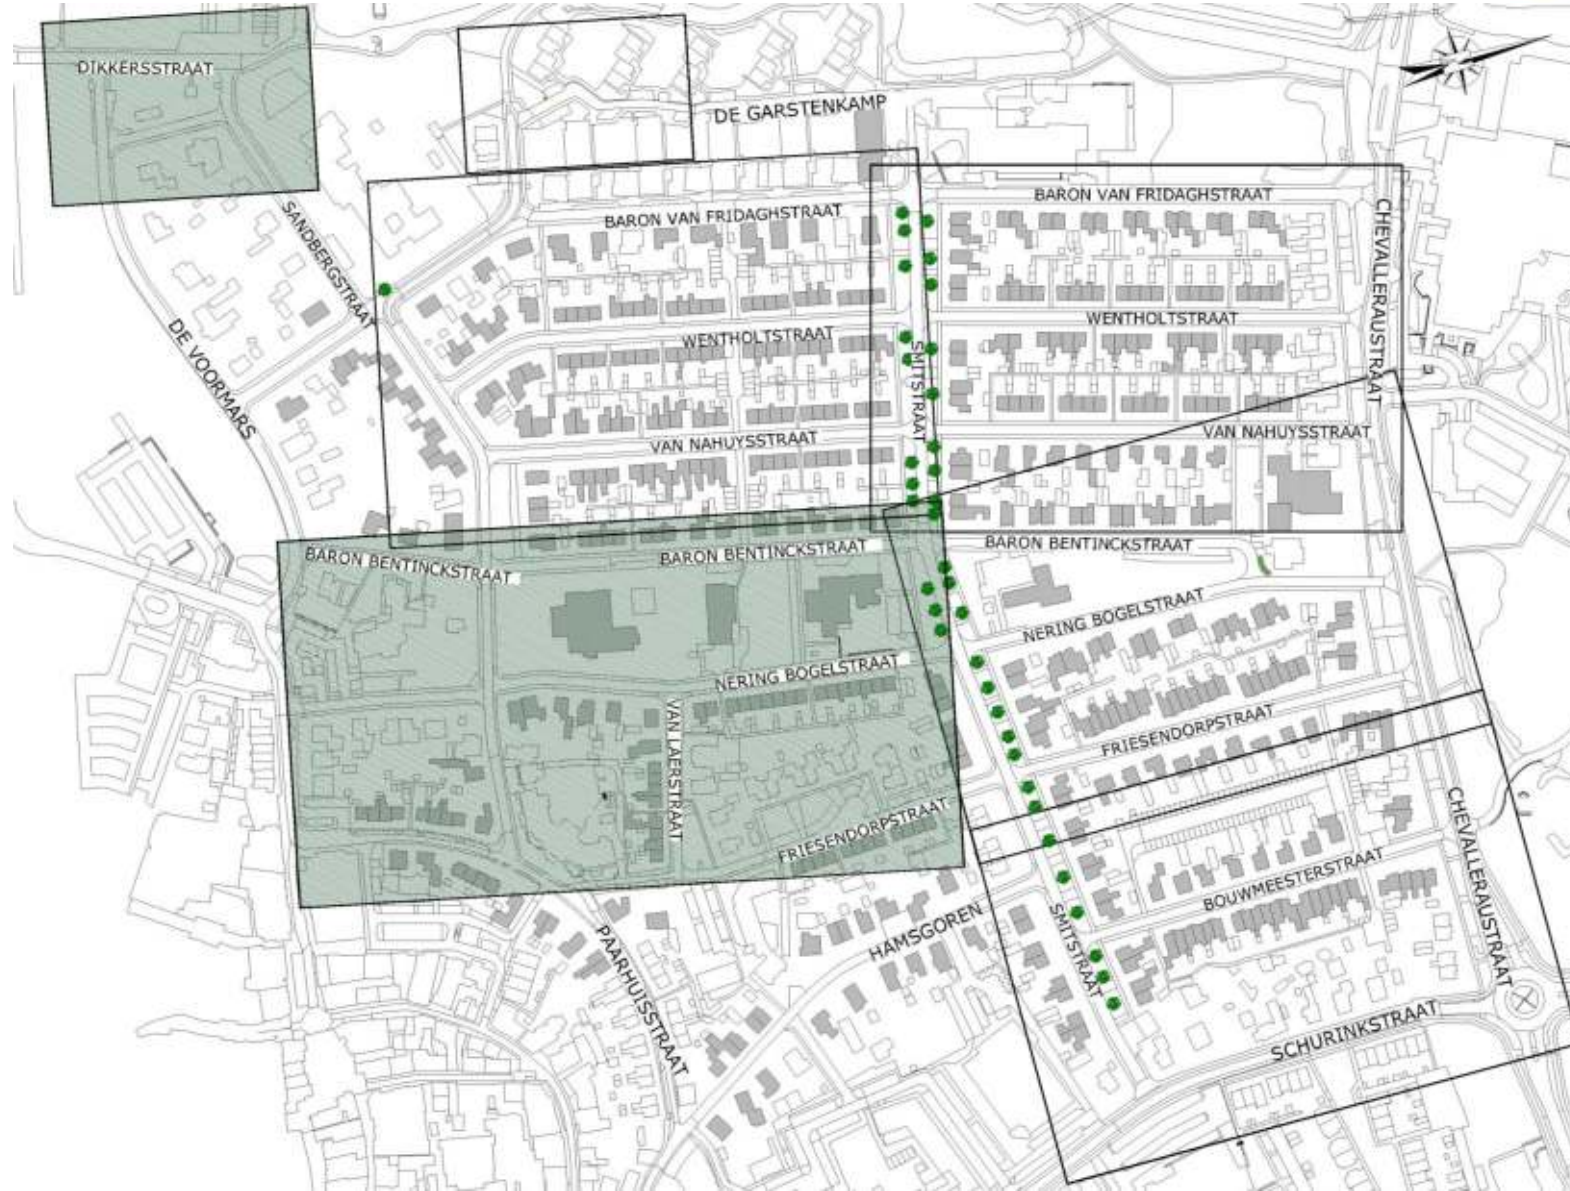 DIKKERSSTRAAT
DE GARSTENKAMP
SANDBERGSTRAAT
BARON VAN FRIDAGHSTRAAT
BARON VAN FRIDAGHSTRAAT
CHEVALLERAUSTRAAT
DE VOORMARS
WENTHOLTSTRAAT
SMITSTRAAT
WENTHOLTSTRAAT
VAN NAHUYSSTRAAT
VAN NAHUYSSTRAAT
BARON BENTINCKSTRAAT
BARON BENTINCKSTRAAT
BARON BENTINCKSTRAAT
NERING BOGELSTRAAT
NERING BOGELSTRAAT
VAN LAERSTRAAT
FRIESENDORPSTRAAT
FRIESENDORPSTRAAT
CHEVALLERAUSTRAAT
BOUWMEESTERSTRAAT
HAMSGOREN
SMITSTRAAT
PAARHUISSTRAAT
SCHURINKSTRAAT